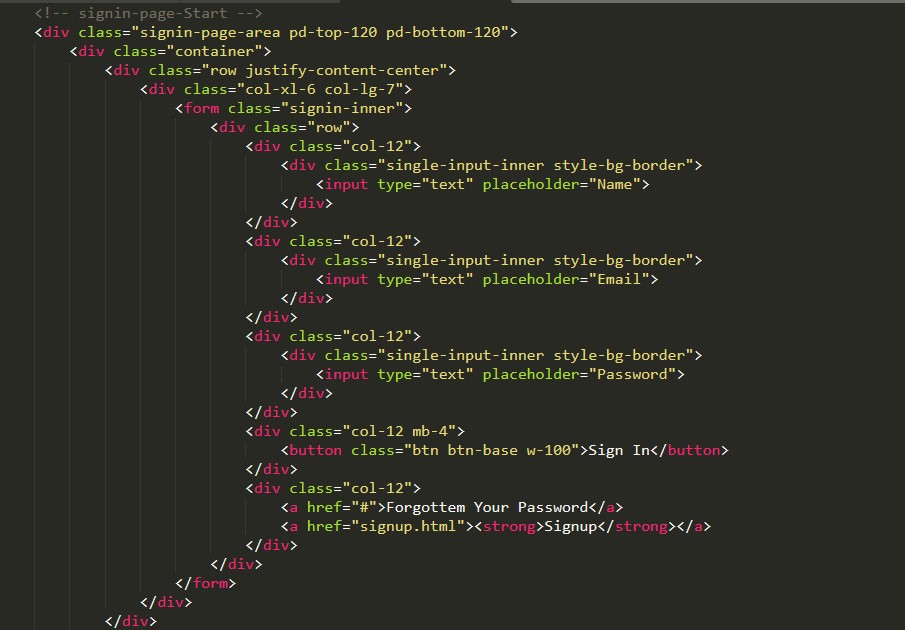 <!-- signin-page-Start -->
<div class="signin-page-area pd-top-120 pd-bottom-120">
<div class="container">
<div class="row justify-content-center">
<div class="col-xl-6 col-lg-7">
<form class="signin-inner">
<div class="row">
<div class="col-12">
<div class="single-input-inner style-bg-border">
<input type="text" placeholder="Name">
</div>
</div>
<div class="col-12">
<div class="single-input-inner style-bg-border">
<input type="text" placeholder="Email">
</div>
</div>
<div class="col-12">
<div class="single-input-inner style-bg-border">
<input type="text" placeholder="Password">
</div>
</div>
<div class="col-12 mb-4">
<button class="btn btn-base w-100">Sign In</button>
</div>
<div class="col-12">
<a href="#">Forgottem Your Password</a>
<a href="signup.html"><strong>Signup</strong></a>
</div>
</div>
</form>
</div>
</div>